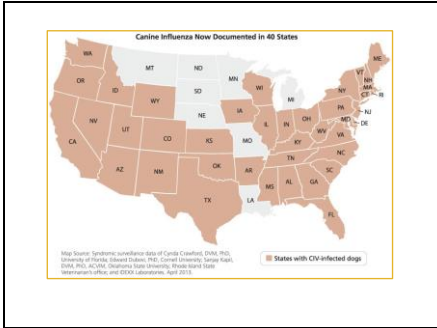 Canine Influenza Now Documented in 40 States
WA
OR
CA
NV
ID
UT
AZ
MT
WY
CO
NM
ND
SD
NE
KS
OK
TX
MN
IA
MO
AR
LA
WI
IL
MS
MI
IN
KY
TN
AL
OH
WV
GA
FL
SC
NC
VA
PA
NY
VT
NH
MA
CT
RI
NJ
DE
MD
ME
Map Source: Syndromic surveillance data of Cynda Crawford, DVM, PhD,
University of Florida; Edward Dubovi, PhD, Cornell University; Sanjay Kapil,
DVM, PhD, ACVIM, Oklahoma State University; Rhode Island State
Veterinarian's office; and IDEXX Laboratories, April 2013.
States with CIV-infected dogs